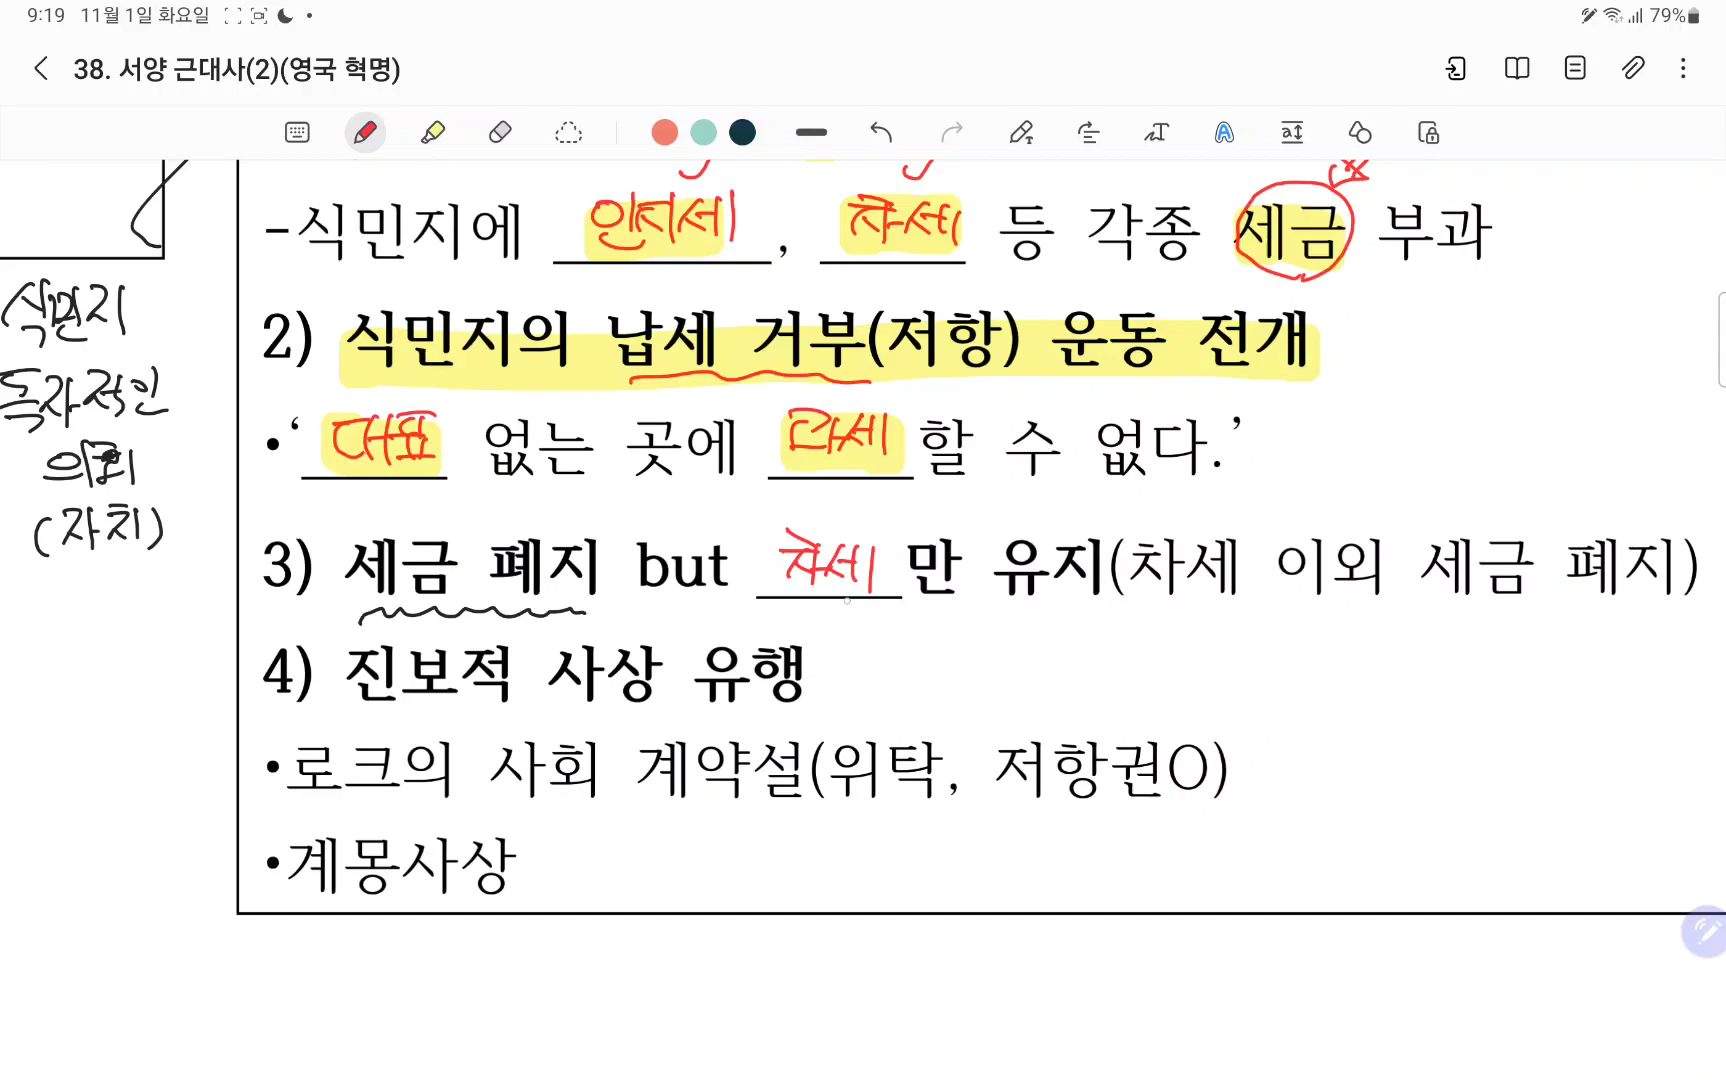 9:19 11월 1일 화요일 79%
38. 서양 근대사(2)(영국 혁명)
-식민지에 인지세, 차세 등 각종 세금 부과
2) 식민지의 납세 거부(저항) 운동 전개
•‘대표 없는 곳에 과세할 수 없다.’
3) 세금 폐지 but 차세만 유지(차세 이외 세금 폐지)
4) 진보적 사상 유행
•로크의 사회 계약설(위탁, 저항권O)
•계몽사상
식민지
독자적인
의회
(자치)